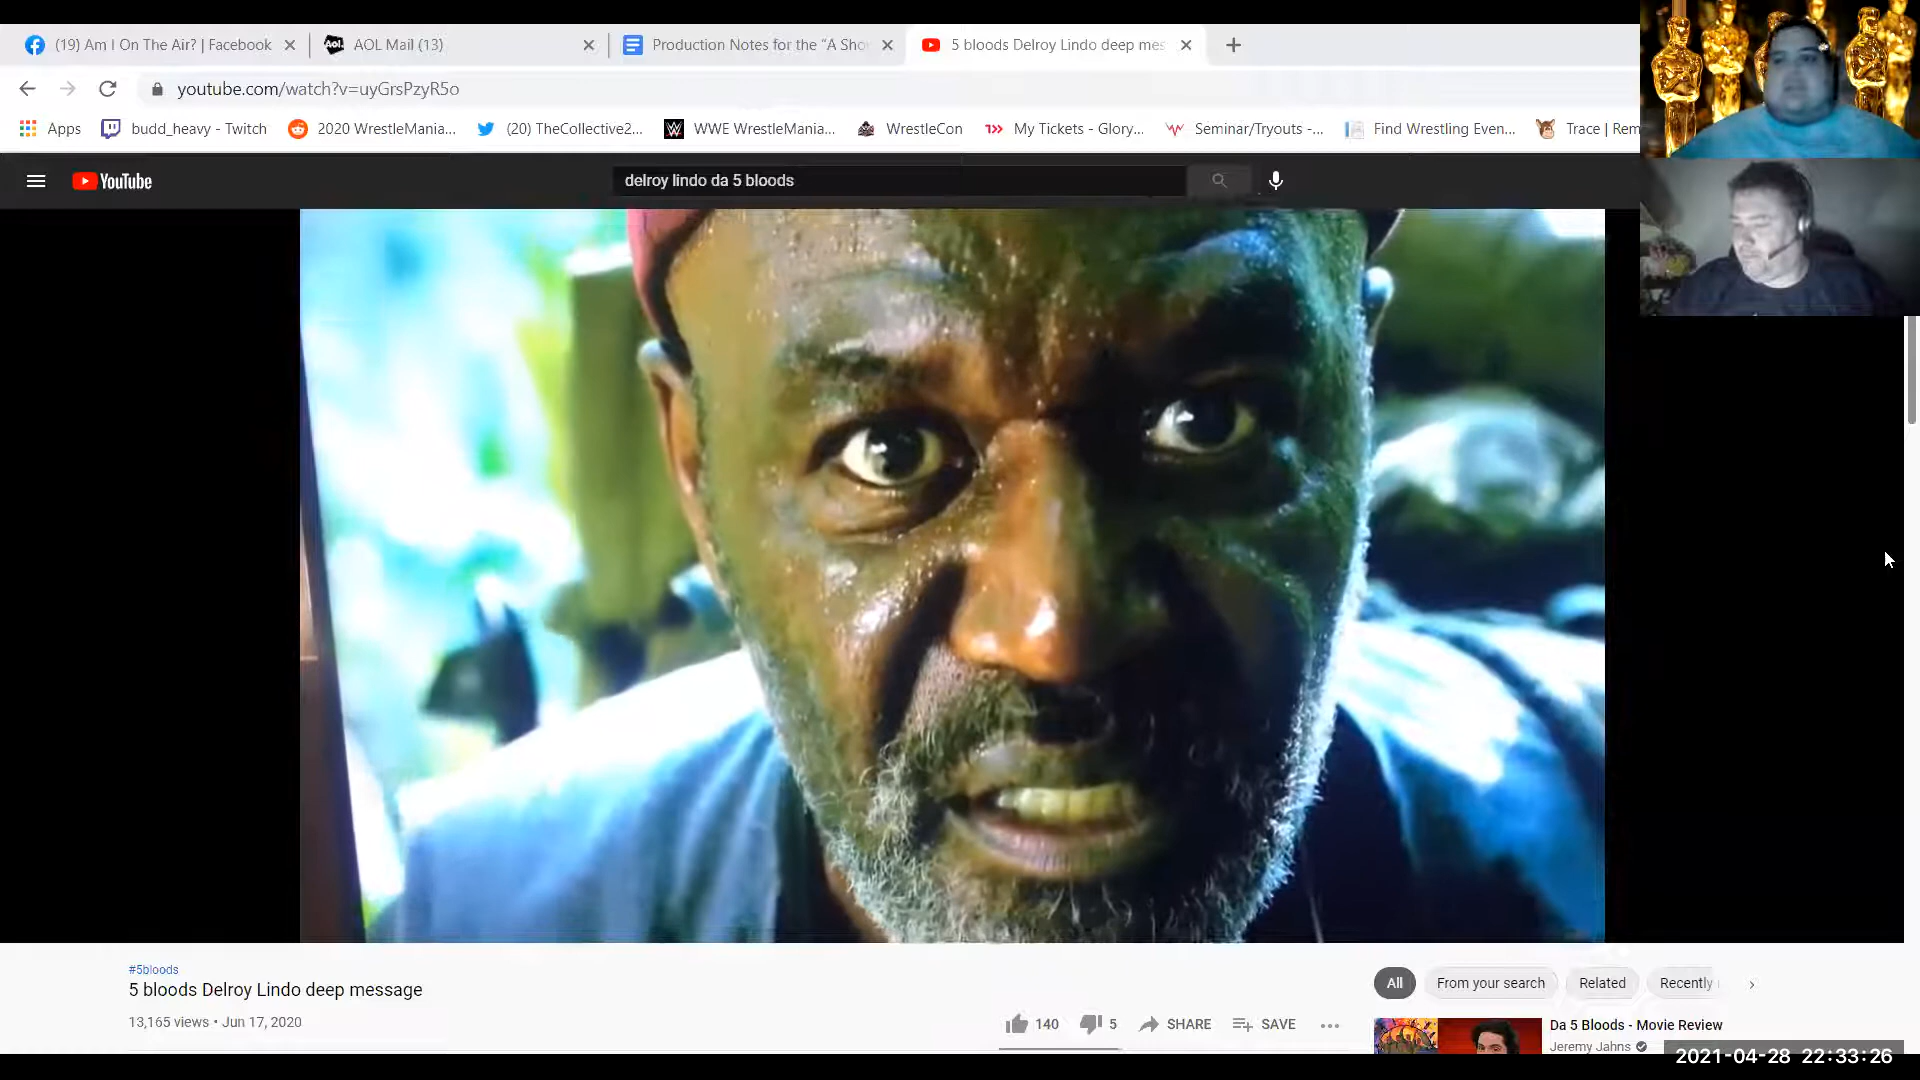 (19) Am I On The Air? | Facebook
AOL Mail (13)
Production Notes for the “A Sho
5 bloods Delroy Lindo deep mes
youtube.com/watch?v=uyGrsPzyR5o
Apps
budd_heavy - Twitch
2020 WrestleMania...
(20) TheCollective2...
WWE WrestleMania...
WrestleCon
My Tickets - Glory...
Seminar/Tryouts -...
Find Wrestling Even...
Trace | Rem
YouTube
delroy lindo da 5 bloods
#5bloods
5 bloods Delroy Lindo deep message
13,165 views • Jun 17, 2020
140
5
SHARE
SAVE
All
From your search
Related
Recently
Da 5 Bloods - Movie Review
Jeremy Jahns
2021-04-28 22:33:26